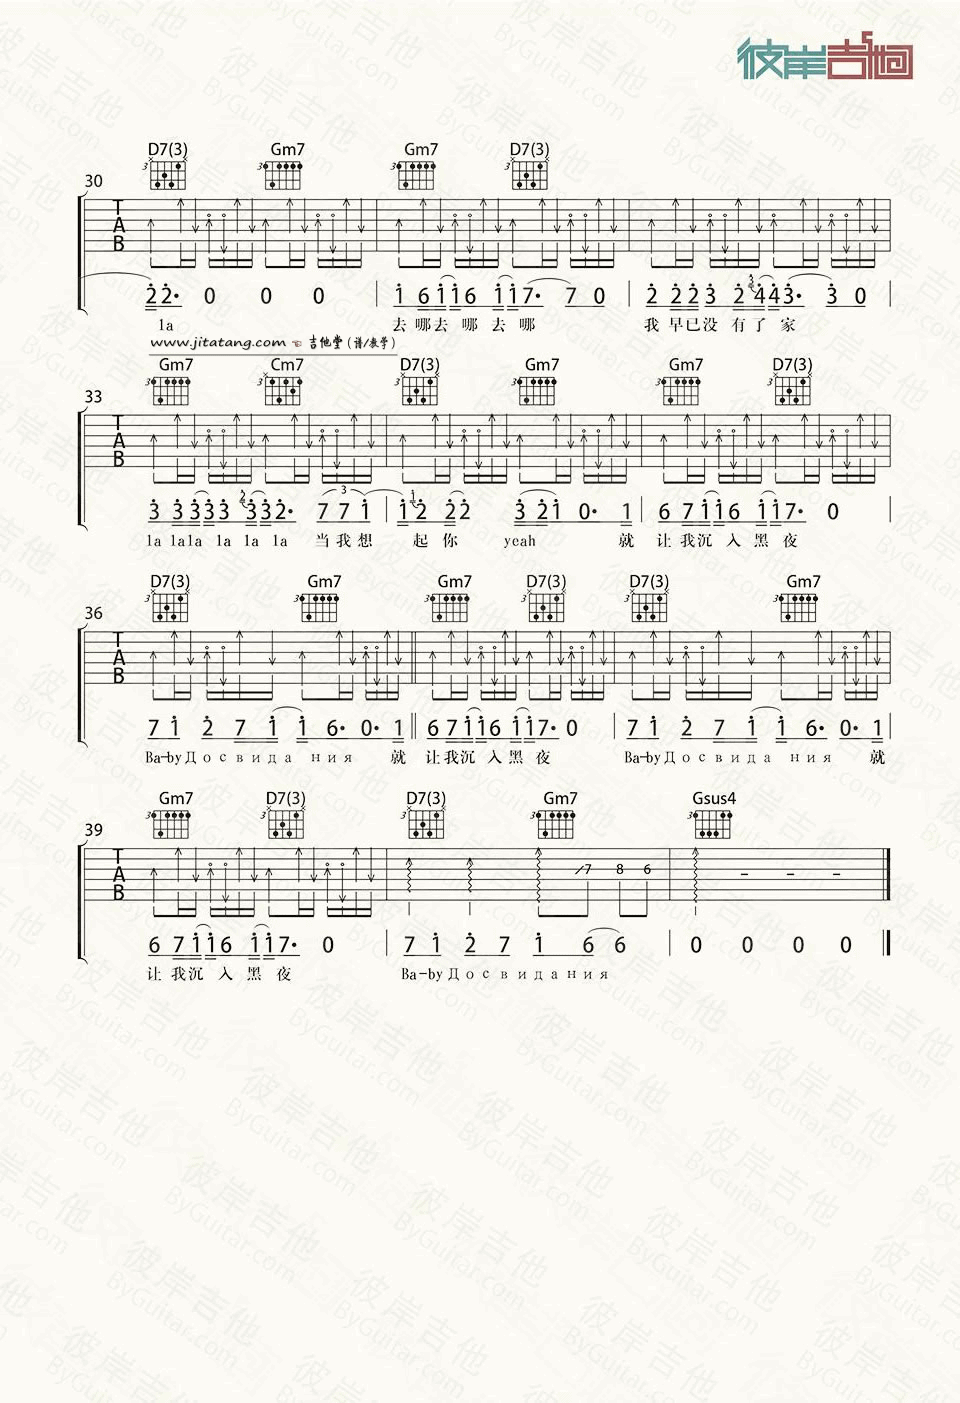 彼岸吉他
D7(3) Gm7 Gm7 D7(3)
30
TAB
2 2· 0 0 0 1 6 1 1 6 1 1 7· 7 0 2 2 2 3 2 4 4 3· 3 0
la 去哪去 哪 去 哪 我 早已没 有 了 家
www.jitatang.com 吉他堂(谱/教学)
Gm7 Cm7 D7(3) Gm7 Gm7 D7(3)
33
TAB
3 3 3 3 3 3 3 2· 7 7 1 1 2 2 2 3 2 1 0· 1 6 7 1 1 6 1 1 7· 0
la lala la la la 当我想 起 你 yeah 就 让我沉 入 黑 夜
D7(3) Gm7 Gm7 D7(3) D7(3) Gm7
36
TAB
7 1 2 7 1 1 6· 0· 1 6 7 1 1 6 1 1 7· 0 7 1 2 7 1 1 6· 0· 1
Ba-by До свида ния 就 让我沉 入 黑 夜 Ba-by До свида ния 就
Gm7 D7(3) D7(3) Gm7 Gsus4
39
TAB 7 8 6 - - -
6 7 1 1 6 1 1 7· 0 7 1 2 7 1 6 6 0 0 0 0
让 我沉 入 黑 夜 Ba-by До свидания